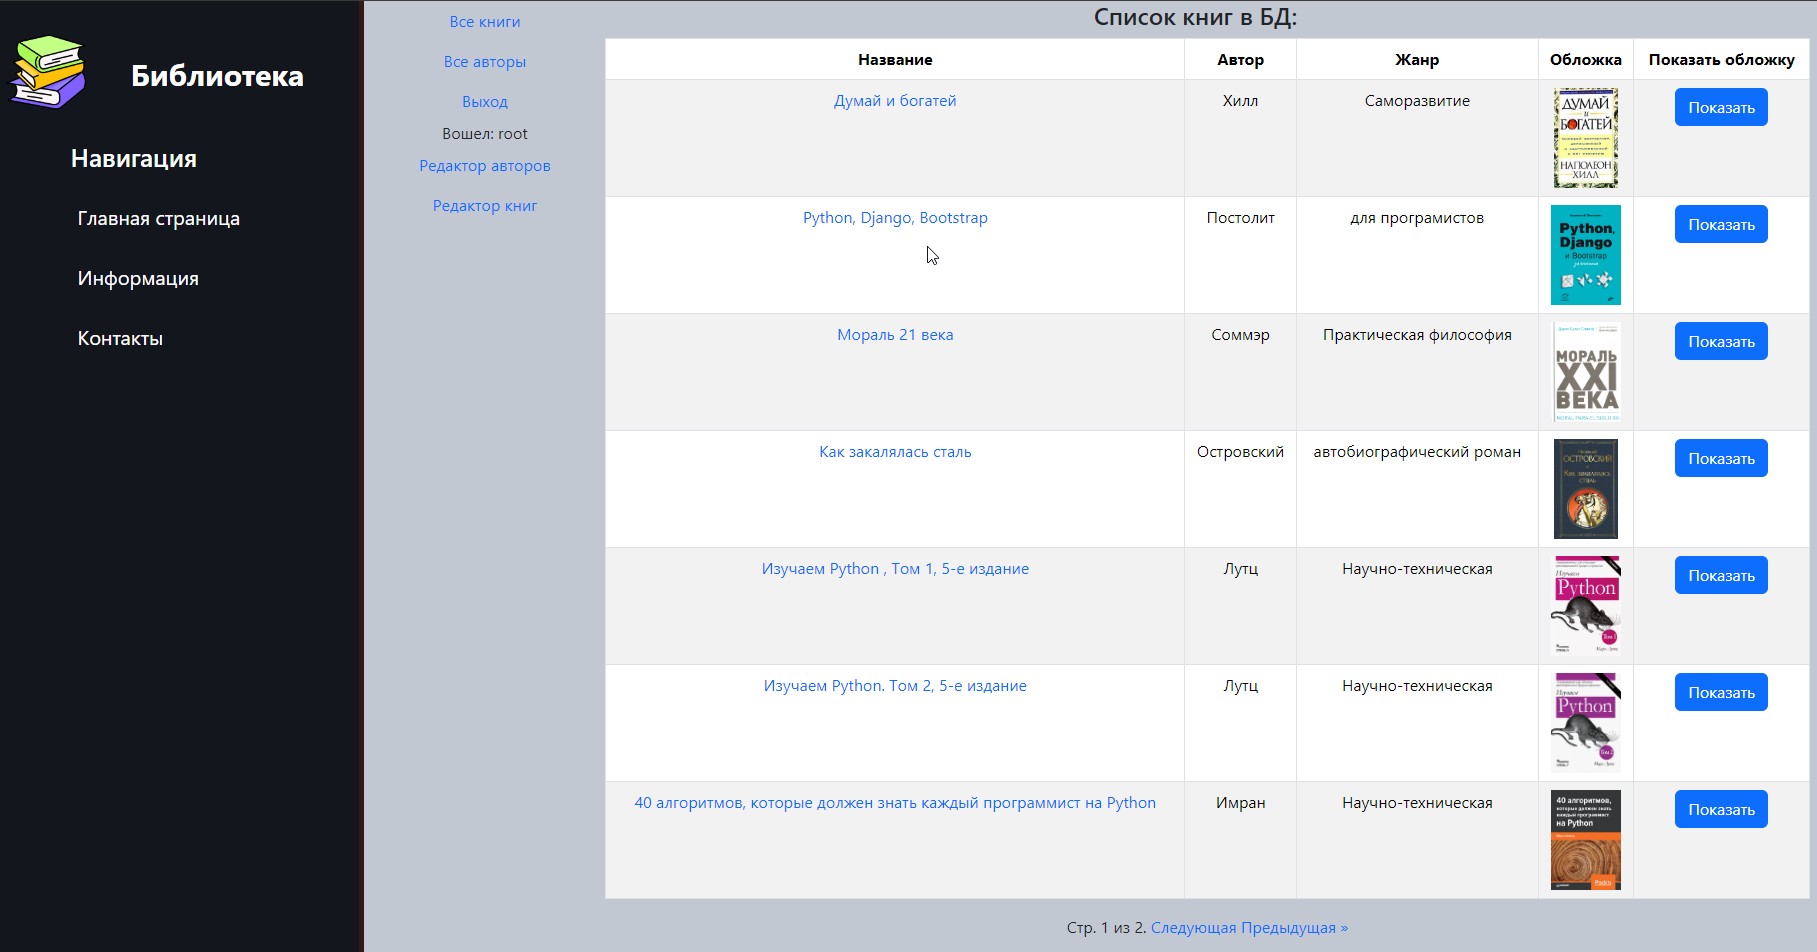 Библиотека
Навигация
Главная страница
Информация
Контакты
Все книги
Все авторы
Выход
Вошел: root
Редактор авторов
Редактор книг
Список книг в БД:
Название Автор Жанр Обложка Показать обложку
Думай и богатей Хилл Саморазвитие Показать
ДУМАЙ
и
БОГАТЕЙ
НАПОЛЕОН
ХИЛЛ
Python, Django, Bootstrap Постолит для програмистов Показать
Python,
Django
и Bootstrap
Мораль 21 века Соммэр Практическая философия Показать
МОРАЛЬ
XXI
ВЕКА
Как закалялась сталь Островский автобиографический роман Показать
ОСТРОВСКИЙ
Как закалялась
сталь
Изучаем Python , Том 1, 5-е издание Лутц Научно-техническая Показать
Изучаем
Python
Том 1
Изучаем Python. Том 2, 5-е издание Лутц Научно-техническая Показать
Изучаем
Python
Том 2
40 алгоритмов, которые должен знать каждый программист на Python Имран Научно-техническая Показать
40 алгоритмов,
которые должен знать
каждый программист
на Python
Packt
Стр. 1 из 2. Следующая Предыдущая »